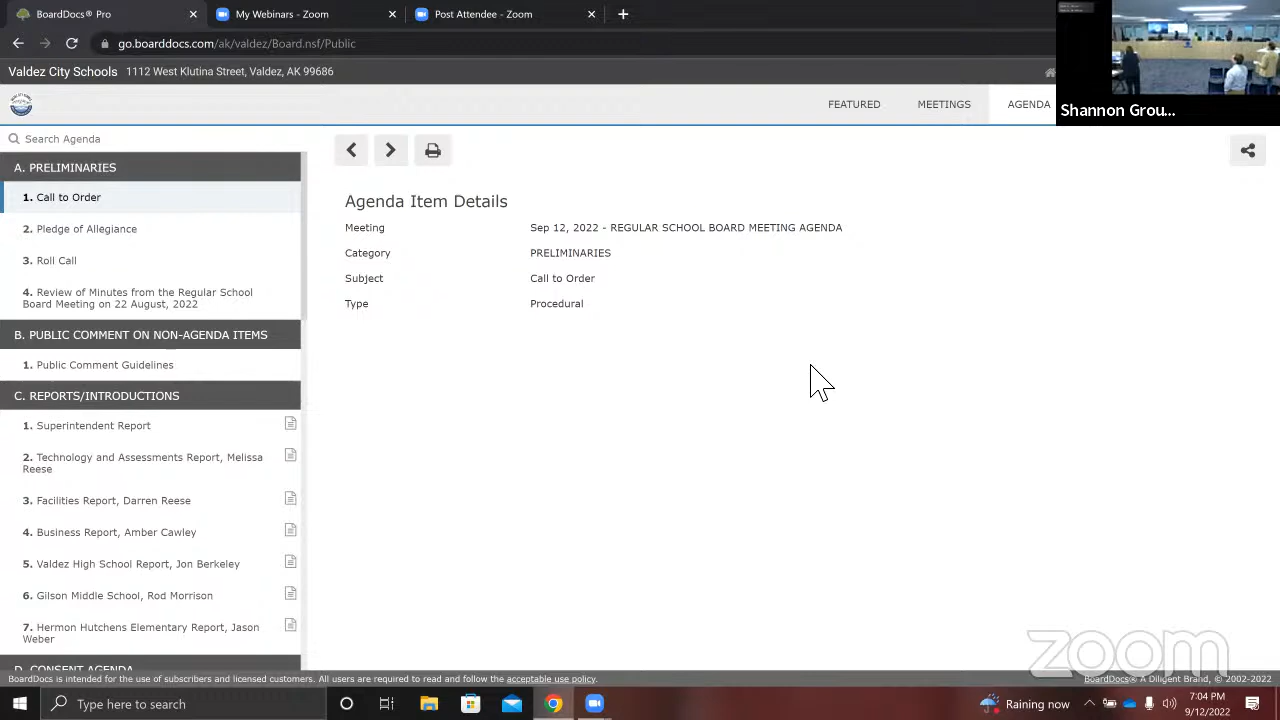 BoardDocs® Pro
My Webinars - Zoom
Post Attende
go.boarddocs.com/ak/valdez/Board.nsf/Public
Valdez City Schools 1112 West Klutina Street, Valdez, AK 99686
FEATURED MEETINGS AGENDA
Shannon Grou...
Search Agenda
A. PRELIMINARIES
1. Call to Order
2. Pledge of Allegiance
3. Roll Call
4. Review of Minutes from the Regular School
Board Meeting on 22 August, 2022
B. PUBLIC COMMENT ON NON-AGENDA ITEMS
1. Public Comment Guidelines
C. REPORTS/INTRODUCTIONS
1. Superintendent Report
2. Technology and Assessments Report, Melissa
Reese
3. Facilities Report, Darren Reese
4. Business Report, Amber Cawley
5. Valdez High School Report, Jon Berkeley
6. Gilson Middle School, Rod Morrison
7. Hermon Hutchens Elementary Report, Jason
Weber
D. CONSENT AGENDA
Agenda Item Details
Meeting Sep 12, 2022 - REGULAR SCHOOL BOARD MEETING AGENDA
Category PRELIMINARIES
Subject Call to Order
Type Procedural
zoom
BoardDocs is intended for the use of subscribers and licensed customers. All users are required to read and follow the acceptable use policy.
BoardDocs® A Diligent Brand, © 2002-2022
Type here to search
Raining now
7:04 PM
9/12/2022